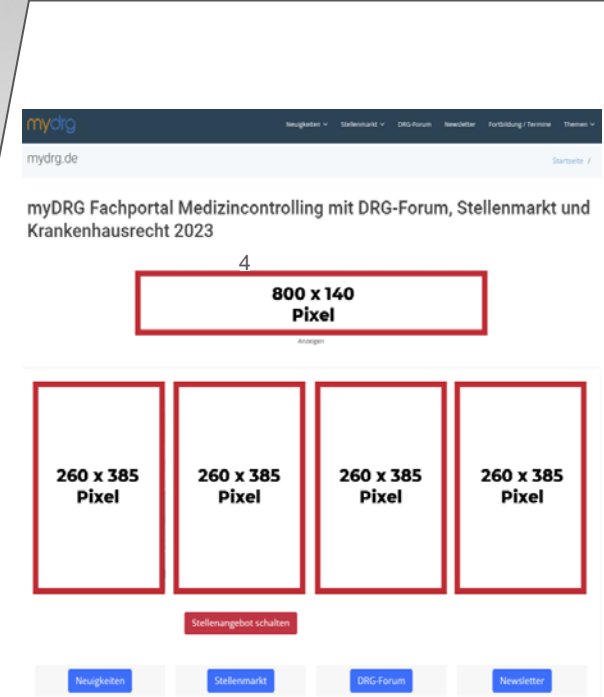 mydrg
Neuigkeiten Stellenmarkt DRG-Forum Newsletter Fortbildung / Termine Themen
mydrg.de
Startseite /
myDRG Fachportal Medizincontrolling mit DRG-Forum, Stellenmarkt und
Krankenhausrecht 2023
4
800 x 140
Pixel
Anzeigen
260 x 385 260 x 385 260 x 385 260 x 385
Pixel Pixel Pixel Pixel
Stellenangebot schalten
Neuigkeiten Stellenmarkt DRG-Forum Newsletter